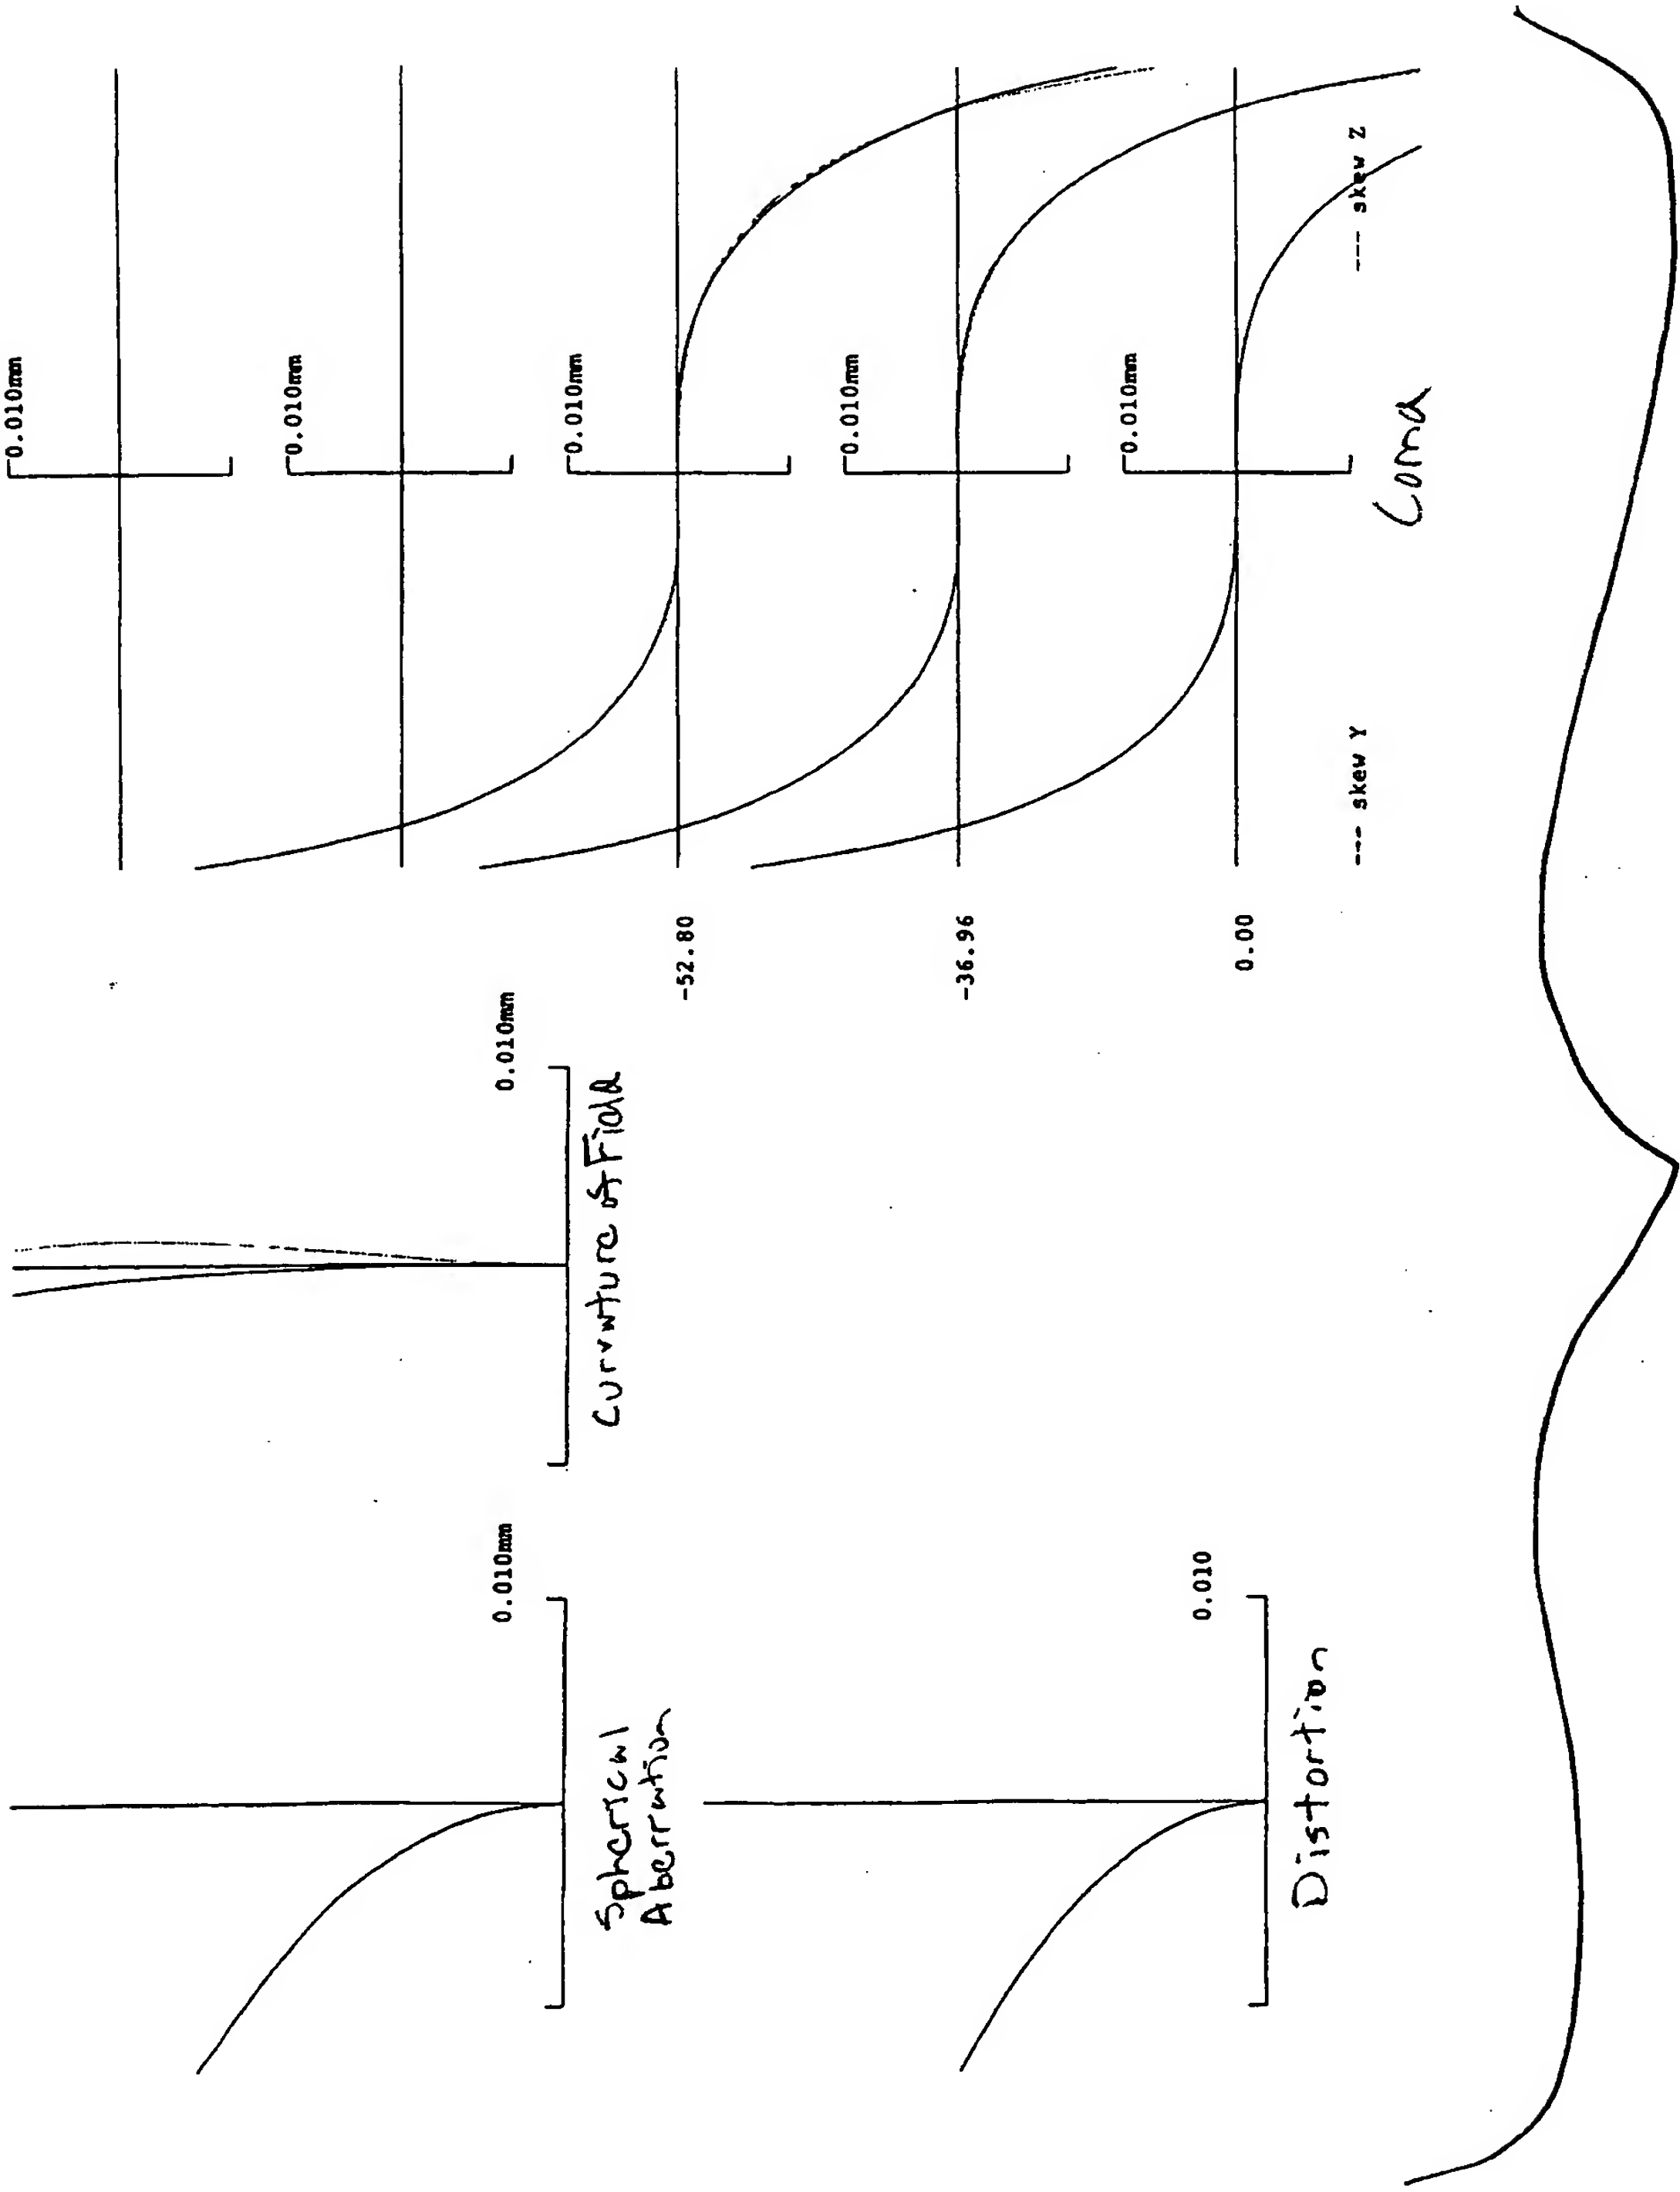 0.010mm
Spherical
Aberration
0.010mm
Curvature of Field
0.010
Distortion
0.010mm
0.010mm
-52.80
0.010mm
-36.96
0.010mm
0.00
0.010mm
--- skew Y
--- skew Z
Coma